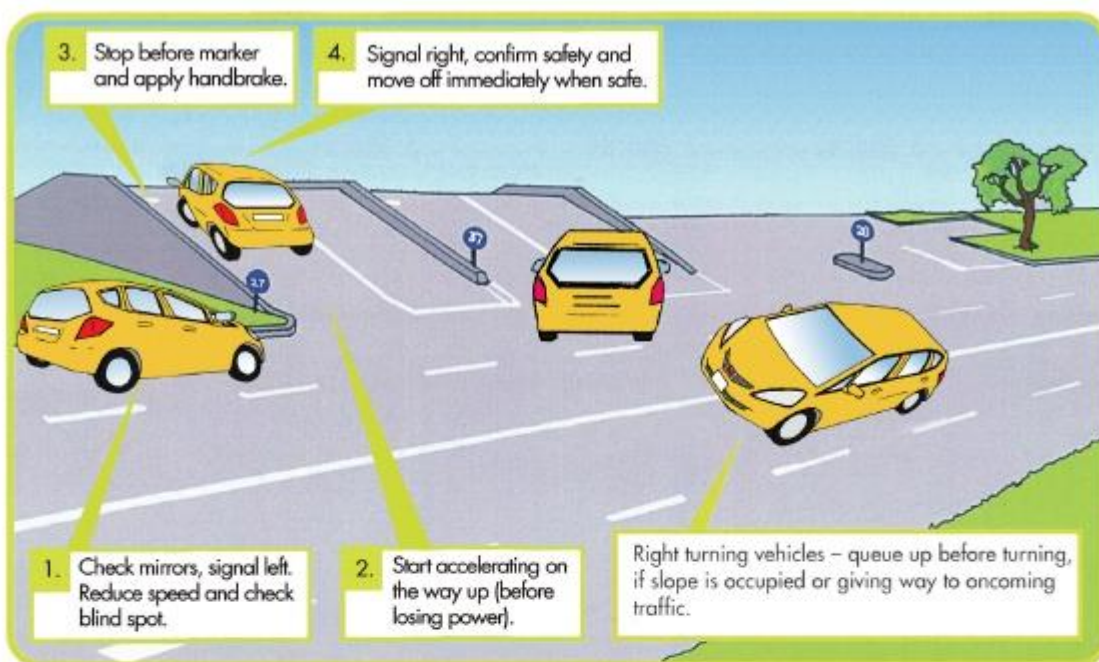 3. Stop before marker
and apply handbrake.
4. Signal right, confirm safety and
move off immediately when safe.
37
20
1. Check mirrors, signal left.
Reduce speed and check
blind spot.
2. Start accelerating on
the way up (before
losing power).
Right turning vehicles – queue up before turning,
if slope is occupied or giving way to oncoming
traffic.